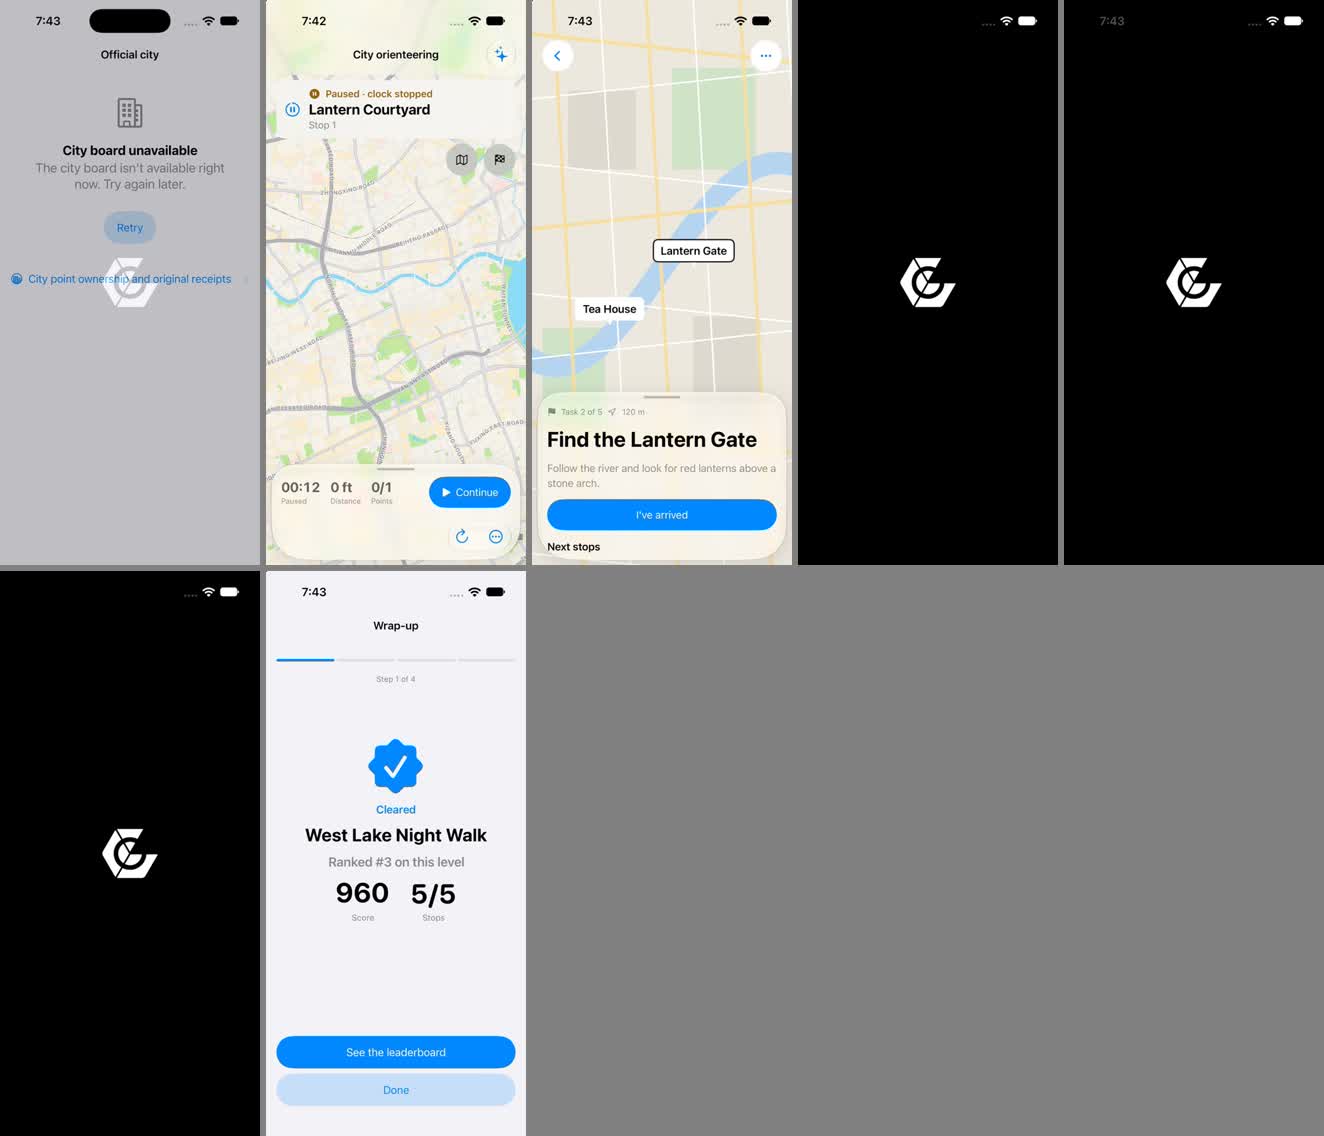 7:43
Official city
City board unavailable
The city board isn't available right
now. Try again later.
Retry
City point ownership and original receipts
7:42
City orienteering
Paused · clock stopped
Lantern Courtyard
Stop 1
ZHONGXING ROAD
BEIJING WEST ROAD
00:12
Paused
0 ft
Distance
0/1
Points
Continue
7:43
Lantern Gate
Tea House
Task 2 of 5
120 m
Find the Lantern Gate
Follow the river and look for red lanterns above a
stone arch.
I've arrived
Next stops
7:43
7:43
Wrap-up
Step 1 of 4
Cleared
West Lake Night Walk
Ranked #3 on this level
960
Score
5/5
Stops
See the leaderboard
Done